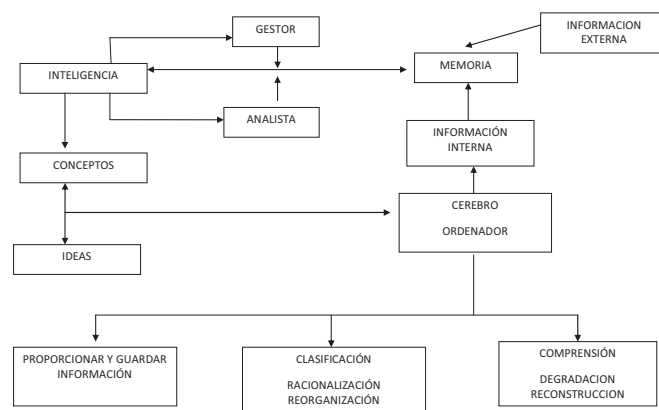 GESTOR
INFORMACION
EXTERNA
INTELIGENCIA
MEMORIA
ANALISTA
INFORMACIÓN
INTERNA
CONCEPTOS
CEREBRO
ORDENADOR
IDEAS
PROPORCIONAR Y GUARDAR
INFORMACIÓN
CLASIFICACIÓN
RACIONALIZACIÓN
REORGANIZACIÓN
COMPRENSIÓN
DEGRADACION
RECONSTRUCCION